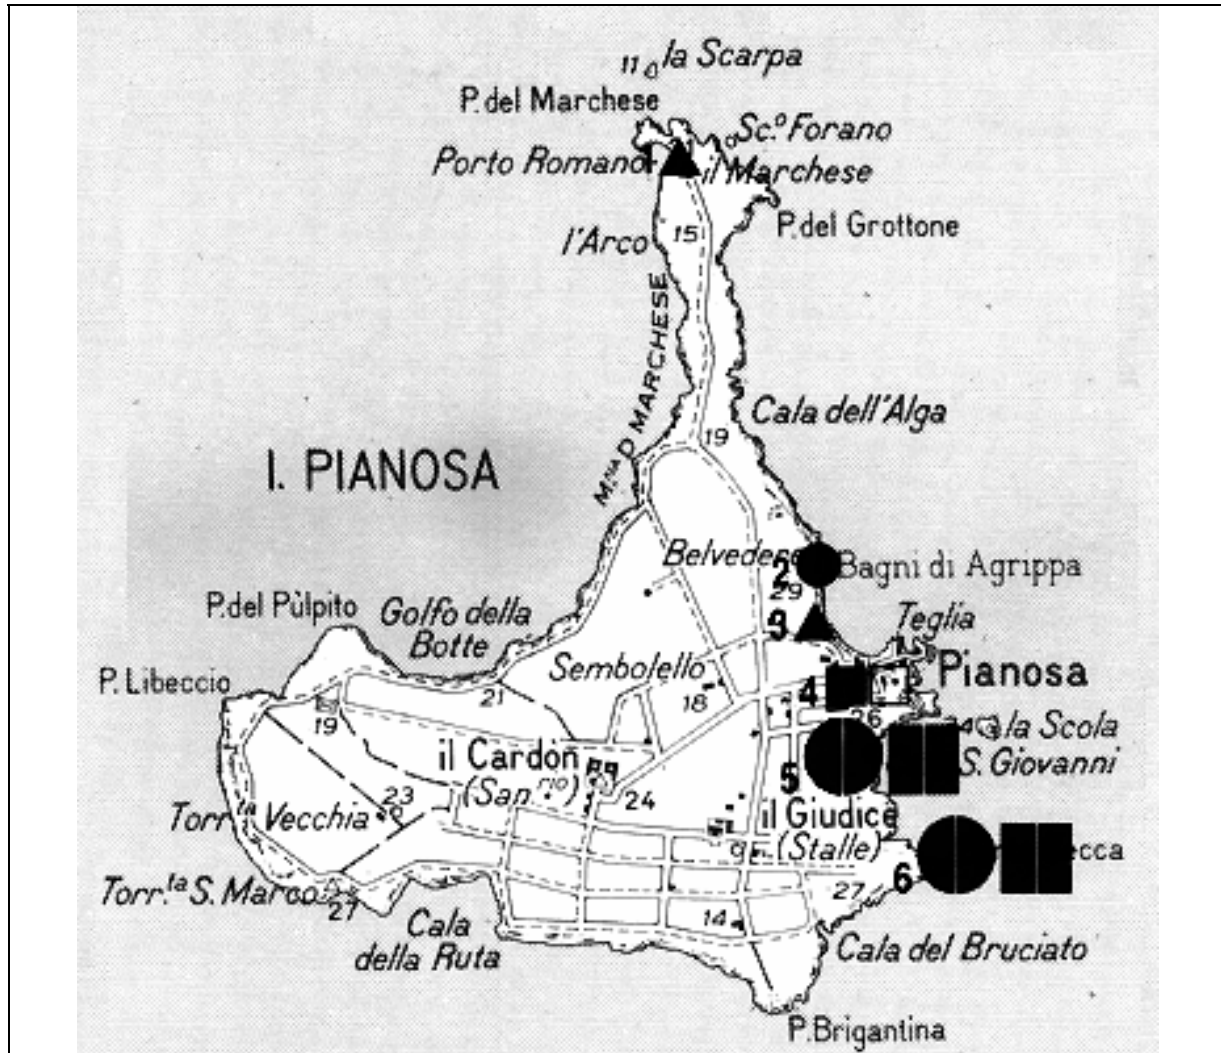 11 la Scarpa
P. del Marchese
Sc.º Forano
Porto Romano
il Marchese
P. del Grottone
15
l'Arco
M.NA D MARCHESE
Cala dell'Alga
19
I. PIANOSA
Belvedere
2
Bagni di Agrippa
29
P. del Pùlpito
Golfo della
Botte
3
Teglia
Sembolello
Pianosa
P. Libeccio
21
18
4
19
26
la Scola
il Cardon
(San.rio)
5
S. Giovanni
23
24
Torr.ta Vecchia
il Giudice
(Stalle)
6
ecca
Torr.ta S. Marco
27
27
14
Cala
della Ruta
Cala del Bruciato
P. Brigantina